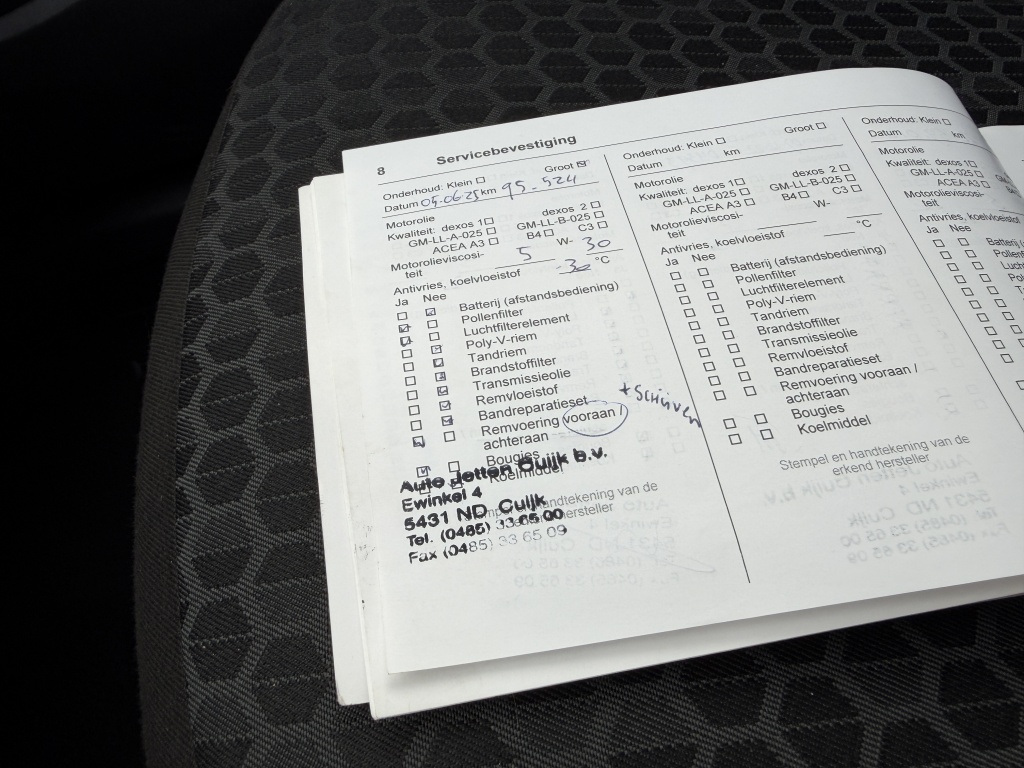 8
Servicebevestiging
Onderhoud: Klein ☐ Groot ☑
Datum 05-06-25 km 95-524
Motorolie
Kwaliteit: dexos 1 ☐ dexos 2 ☐
GM-LL-A-025 ☐ GM-LL-B-025 ☐
ACEA A3 ☐ B4 ☐ C3 ☐
Motorolieviscosi-
teit 5 W- 30
Antivries, koelvloeistof -30 °C
Ja Nee
Batterij (afstandsbediening)
Pollenfilter
Luchtfilterelement
Poly-V-riem
Tandriem
Brandstoffilter
Transmissieolie
Remvloeistof
Bandreparatieset
Remvoering vooraan /
achteraan
+ Schijven
Bougies
Koelmiddel
Stempel en handtekening van de
erkend hersteller
Auto Jetten Cuijk b.v.
Ewinkel 4
5431 ND Cuijk
Tel. (0485) 33 65 00
Fax (0485) 33 65 09
Onderhoud: Klein ☐ Groot ☐
Datum km
Motorolie
Kwaliteit: dexos 1 ☐ dexos 2 ☐
GM-LL-A-025 ☐ GM-LL-B-025 ☐
ACEA A3 ☐ B4 ☐ C3 ☐
Motorolieviscosi-
teit W-
Antivries, koelvloeistof °C
Ja Nee
Batterij (afstandsbediening)
Pollenfilter
Luchtfilterelement
Poly-V-riem
Tandriem
Brandstoffilter
Transmissieolie
Remvloeistof
Bandreparatieset
Remvoering vooraan /
achteraan
Bougies
Koelmiddel
Stempel en handtekening van de
erkend hersteller
Onderhoud: Klein ☐
Datum km
Motorolie
Kwaliteit: dexos 1 ☐
GM-LL-A-025 ☐
ACEA A3 ☐
Motorolieviscosi-
teit
Antivries, koelvloeistof
Ja Nee